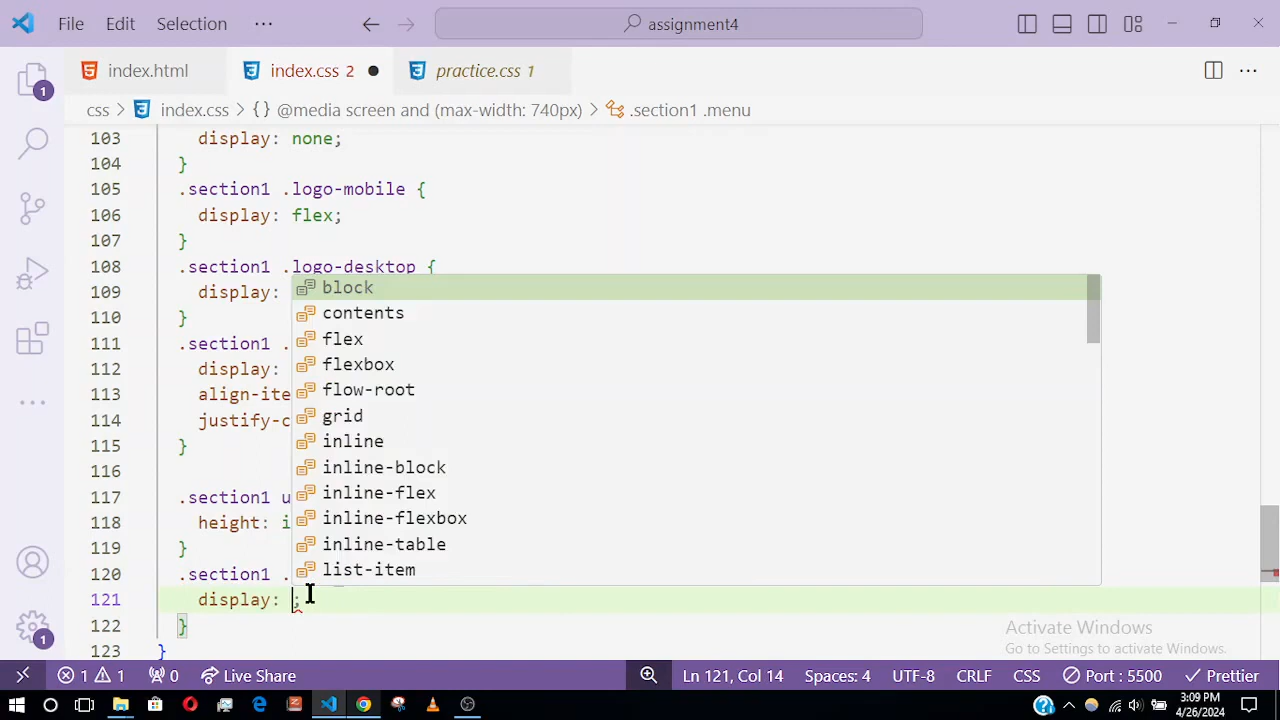 File Edit Selection ··· assignment4
index.html index.css 2 practice.css 1
css > index.css > {} @media screen and (max-width: 740px) > .section1 .menu
103 display: none;
104 }
105 .section1 .logo-mobile {
106 display: flex;
107 }
108 .section1 .logo-desktop {
109 display:
110 }
111 .section1 .
112 display:
113 align-ite
114 justify-c
115 }
116
117 .section1 u
118 height: i
119 }
120 .section1 .
121 display: ;
122 }
123 }
block
contents
flex
flexbox
flow-root
grid
inline
inline-block
inline-flex
inline-flexbox
inline-table
list-item
1
1
Activate Windows
Go to Settings to activate Windows.
1 1 0 Live Share Ln 121, Col 14 Spaces: 4 UTF-8 CRLF CSS Port : 5500 Prettier
3:09 PM
4/26/2024